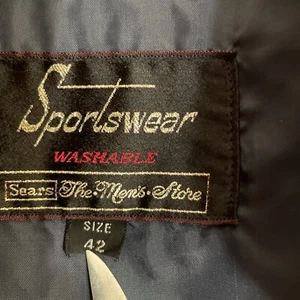 Sportswear
WASHABLE
Sears The•Men's•Store
SIZE
42